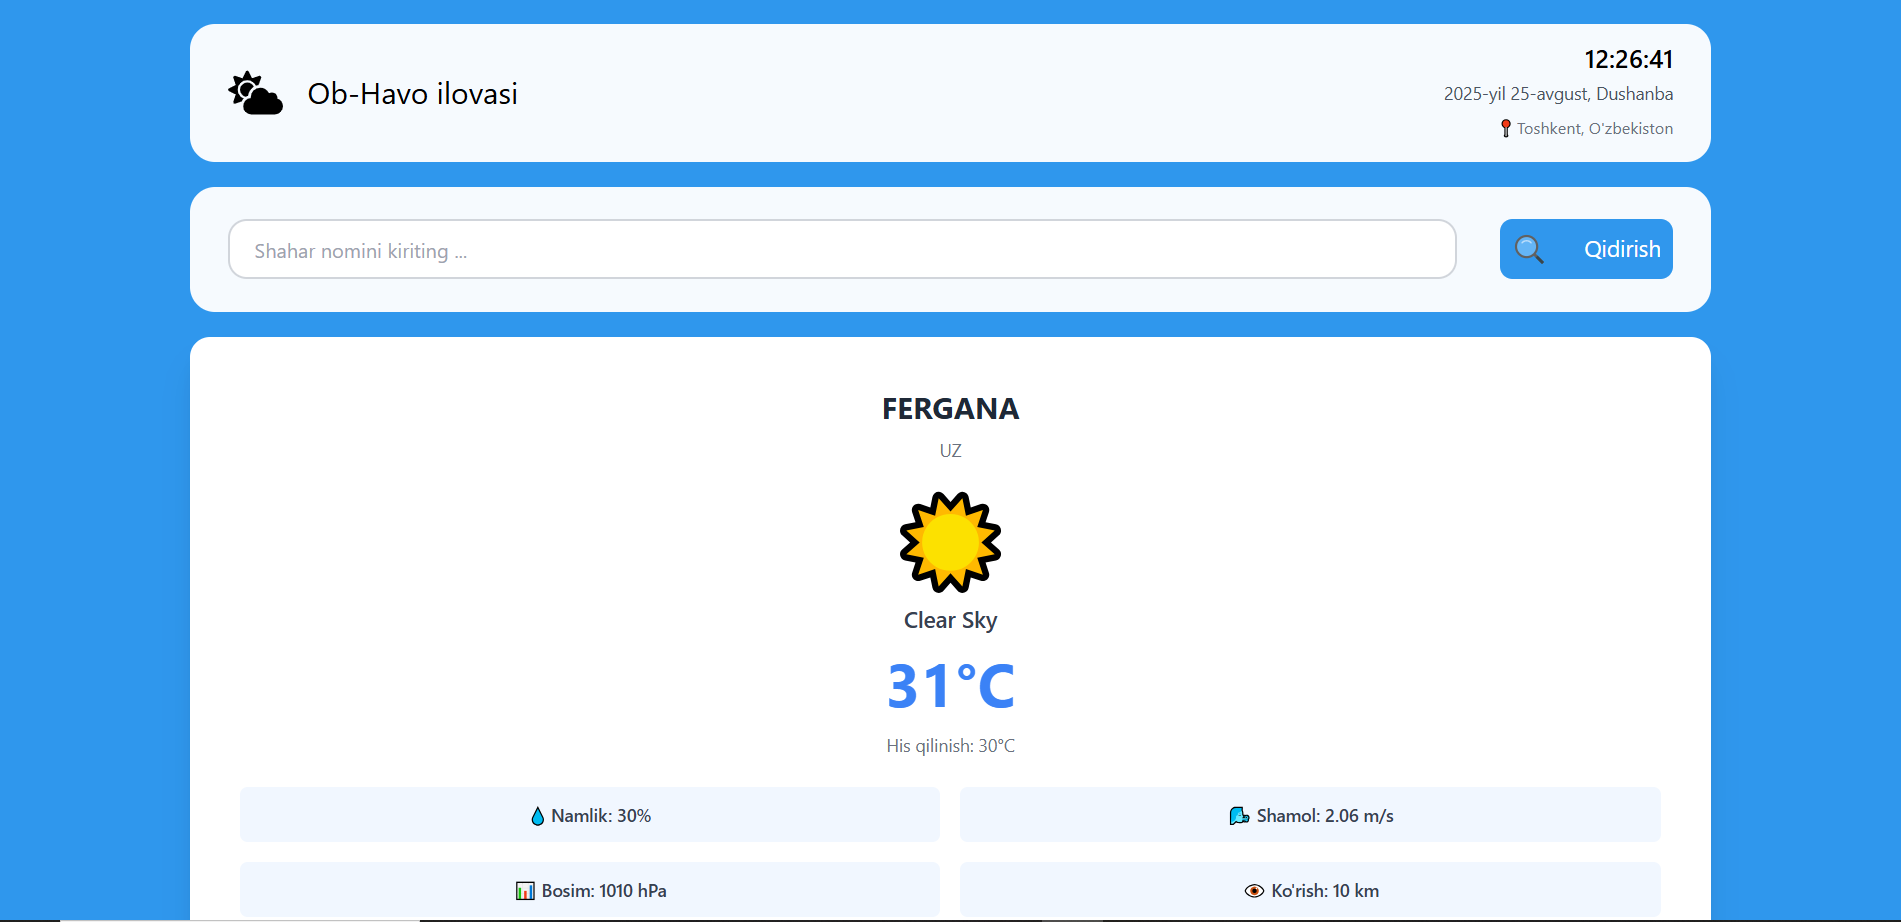 Ob-Havo ilovasi
12:26:41
2025-yil 25-avgust, Dushanba
Toshkent, O'zbekiston
Shahar nomini kiriting ...
Qidirish
FERGANA
UZ
Clear Sky
31°C
His qilinish: 30°C
Namlik: 30%
Shamol: 2.06 m/s
Bosim: 1010 hPa
Ko'rish: 10 km